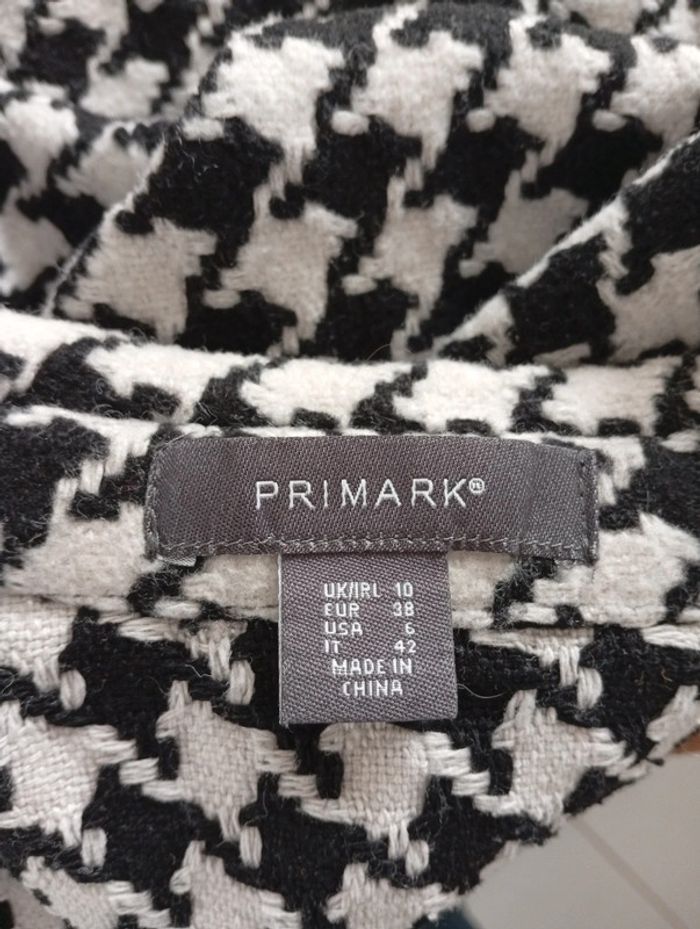 PRIMARK®
UK/IRL 10
EUR 38
USA 6
IT 42
MADE IN
CHINA